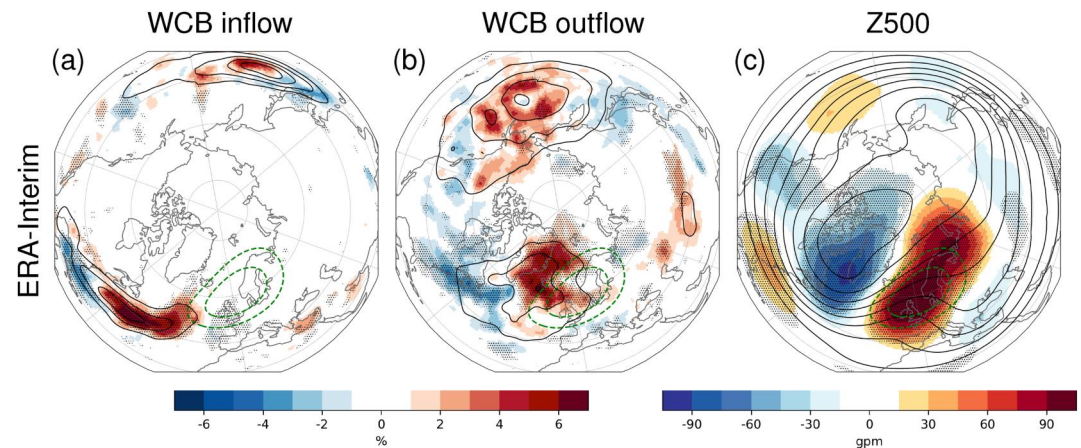 WCB inflow WCB outflow Z500
(a) (b) (c)
ERA-Interim
-6 -4 -2 0 2 4 6 -90 -60 -30 0 30 60 90
% gpm